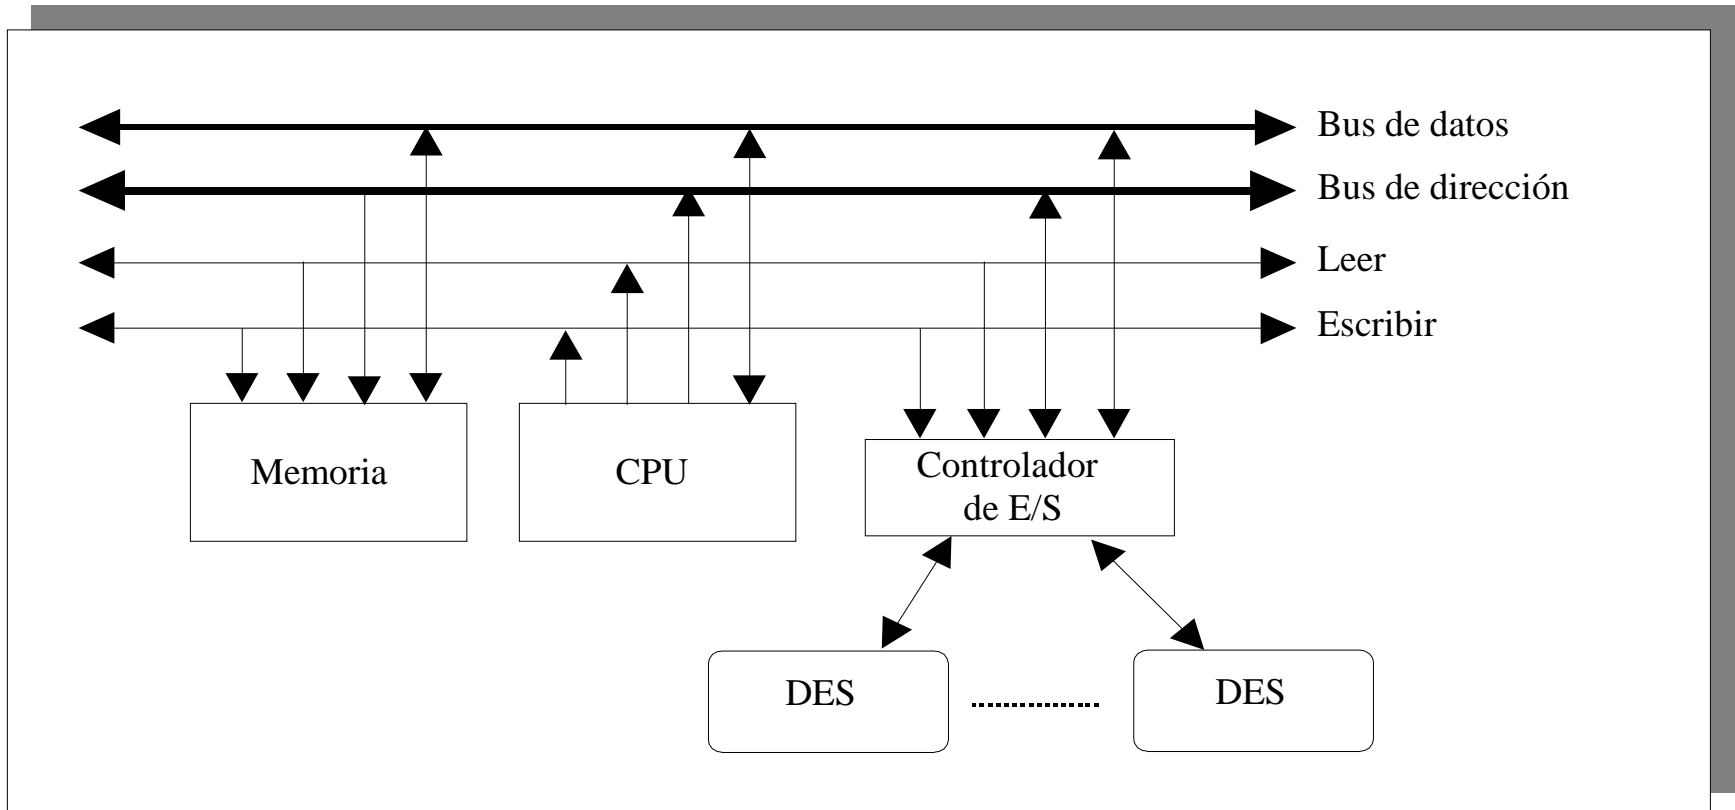 Bus de datos
Bus de dirección
Leer
Escribir
Memoria
CPU
Controlador
de E/S
DES
DES